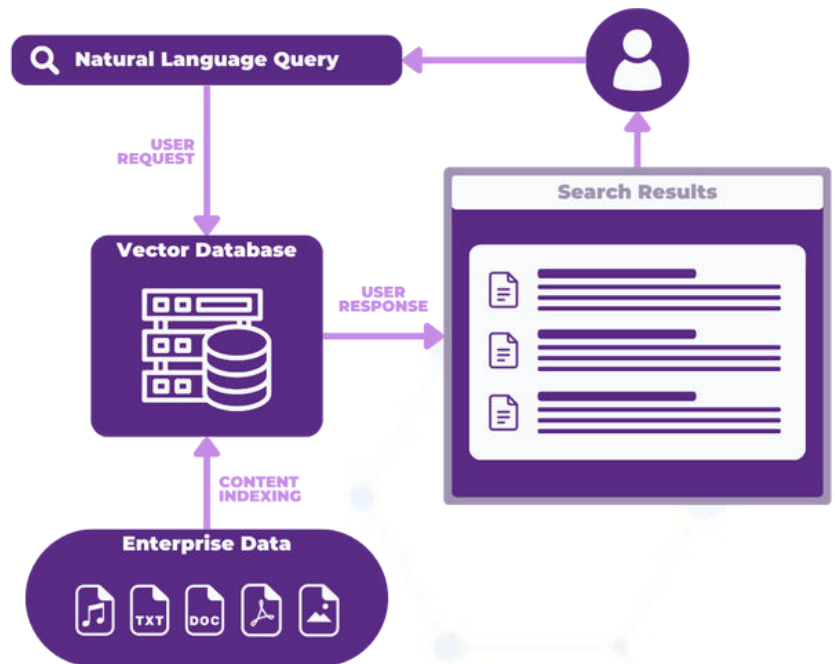 Natural Language Query
USER
REQUEST
Search Results
Vector Database
USER
RESPONSE
CONTENT
INDEXING
Enterprise Data
TXT
DOC